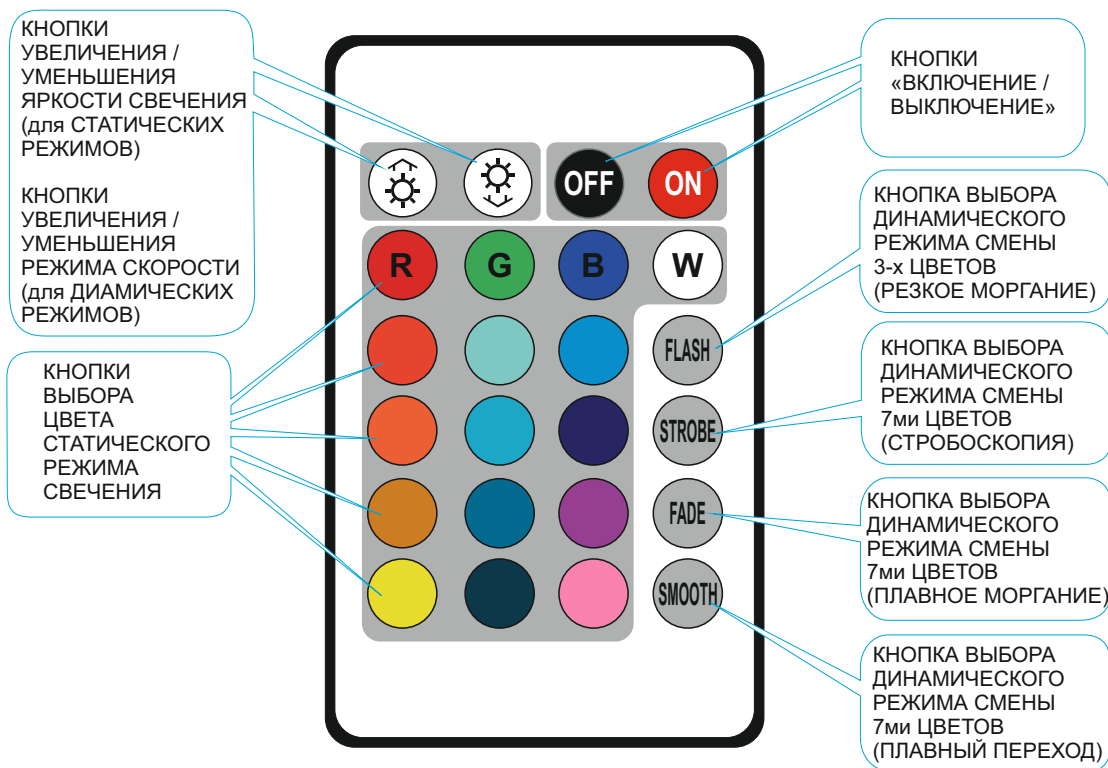 КНОПКИ
УВЕЛИЧЕНИЯ /
УМЕНЬШЕНИЯ
ЯРКОСТИ СВЕЧЕНИЯ
(для СТАТИЧЕСКИХ
РЕЖИМОВ)
КНОПКИ
УВЕЛИЧЕНИЯ /
УМЕНЬШЕНИЯ
РЕЖИМА СКОРОСТИ
(для ДИАМИЧЕСКИХ
РЕЖИМОВ)
КНОПКИ
ВЫБОРА
ЦВЕТА
СТАТИЧЕСКОГО
РЕЖИМА
СВЕЧЕНИЯ
OFF ON
R G B W
FLASH
STROBE
FADE
SMOOTH
КНОПКИ
«ВКЛЮЧЕНИЕ /
ВЫКЛЮЧЕНИЕ»
КНОПКА ВЫБОРА
ДИНАМИЧЕСКОГО
РЕЖИМА СМЕНЫ
3-х ЦВЕТОВ
(РЕЗКОЕ МОРГАНИЕ)
КНОПКА ВЫБОРА
ДИНАМИЧЕСКОГО
РЕЖИМА СМЕНЫ
7ми ЦВЕТОВ
(СТРОБОСКОПИЯ)
КНОПКА ВЫБОРА
ДИНАМИЧЕСКОГО
РЕЖИМА СМЕНЫ
7ми ЦВЕТОВ
(ПЛАВНОЕ МОРГАНИЕ)
КНОПКА ВЫБОРА
ДИНАМИЧЕСКОГО
РЕЖИМА СМЕНЫ
7ми ЦВЕТОВ
(ПЛАВНЫЙ ПЕРЕХОД)